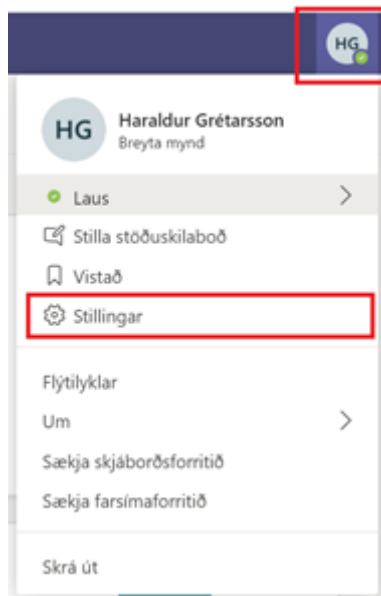 HG
HG
Haraldur Grétarsson
Breyta mynd
Laus
Stilla stöðuskilaboð
Vistað
Stillingar
Flýtilyklar
Um
Sækja skjáborðsforritið
Sækja farsímaforritið
Skrá út